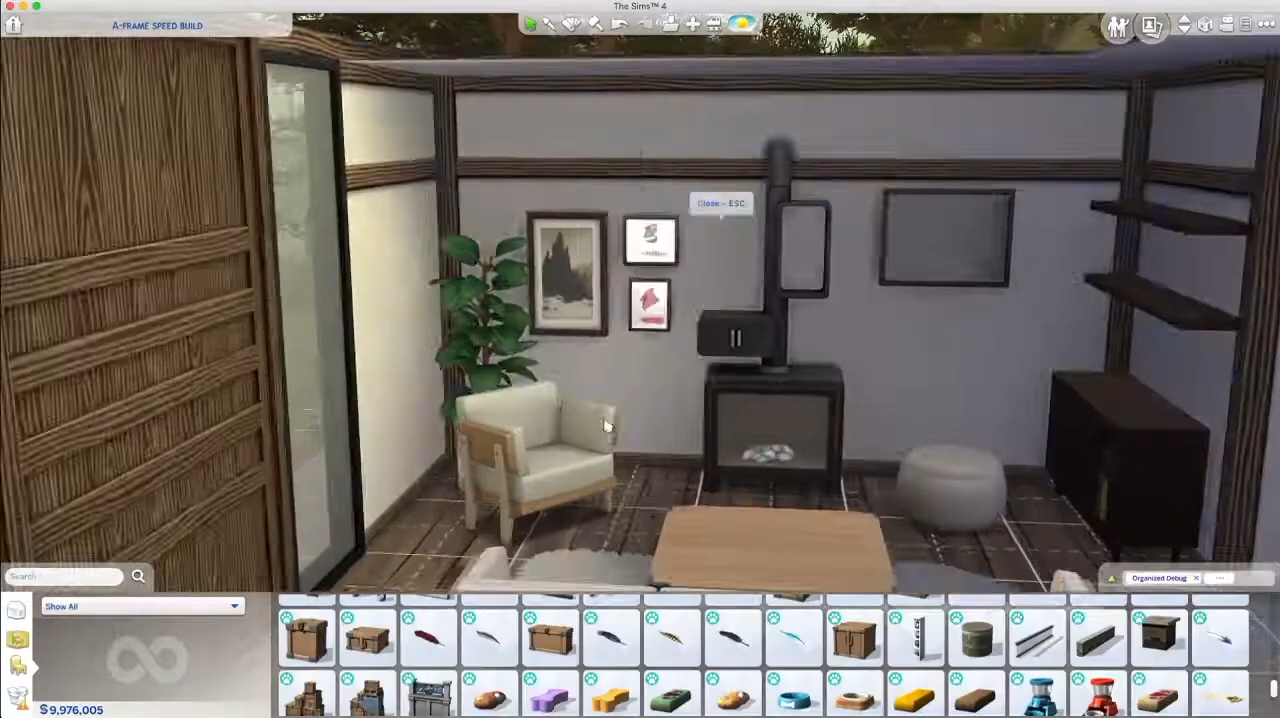 The Sims™ 4
A-FRAME SPEED BUILD
Close - ESC
Search
Organized Debug
Show All
$9,976,005